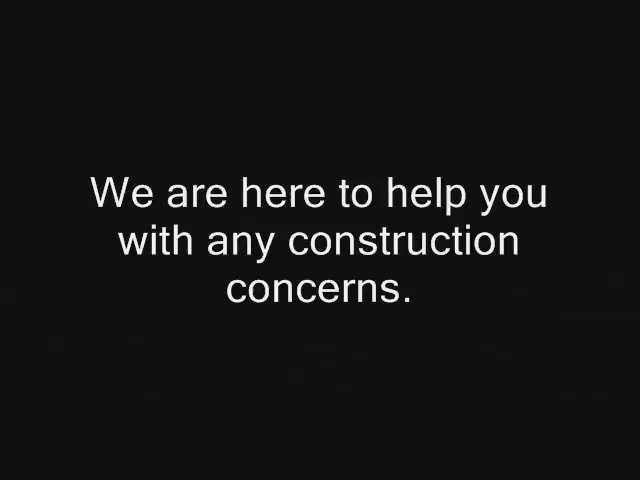 We are here to help you
with any construction
concerns.